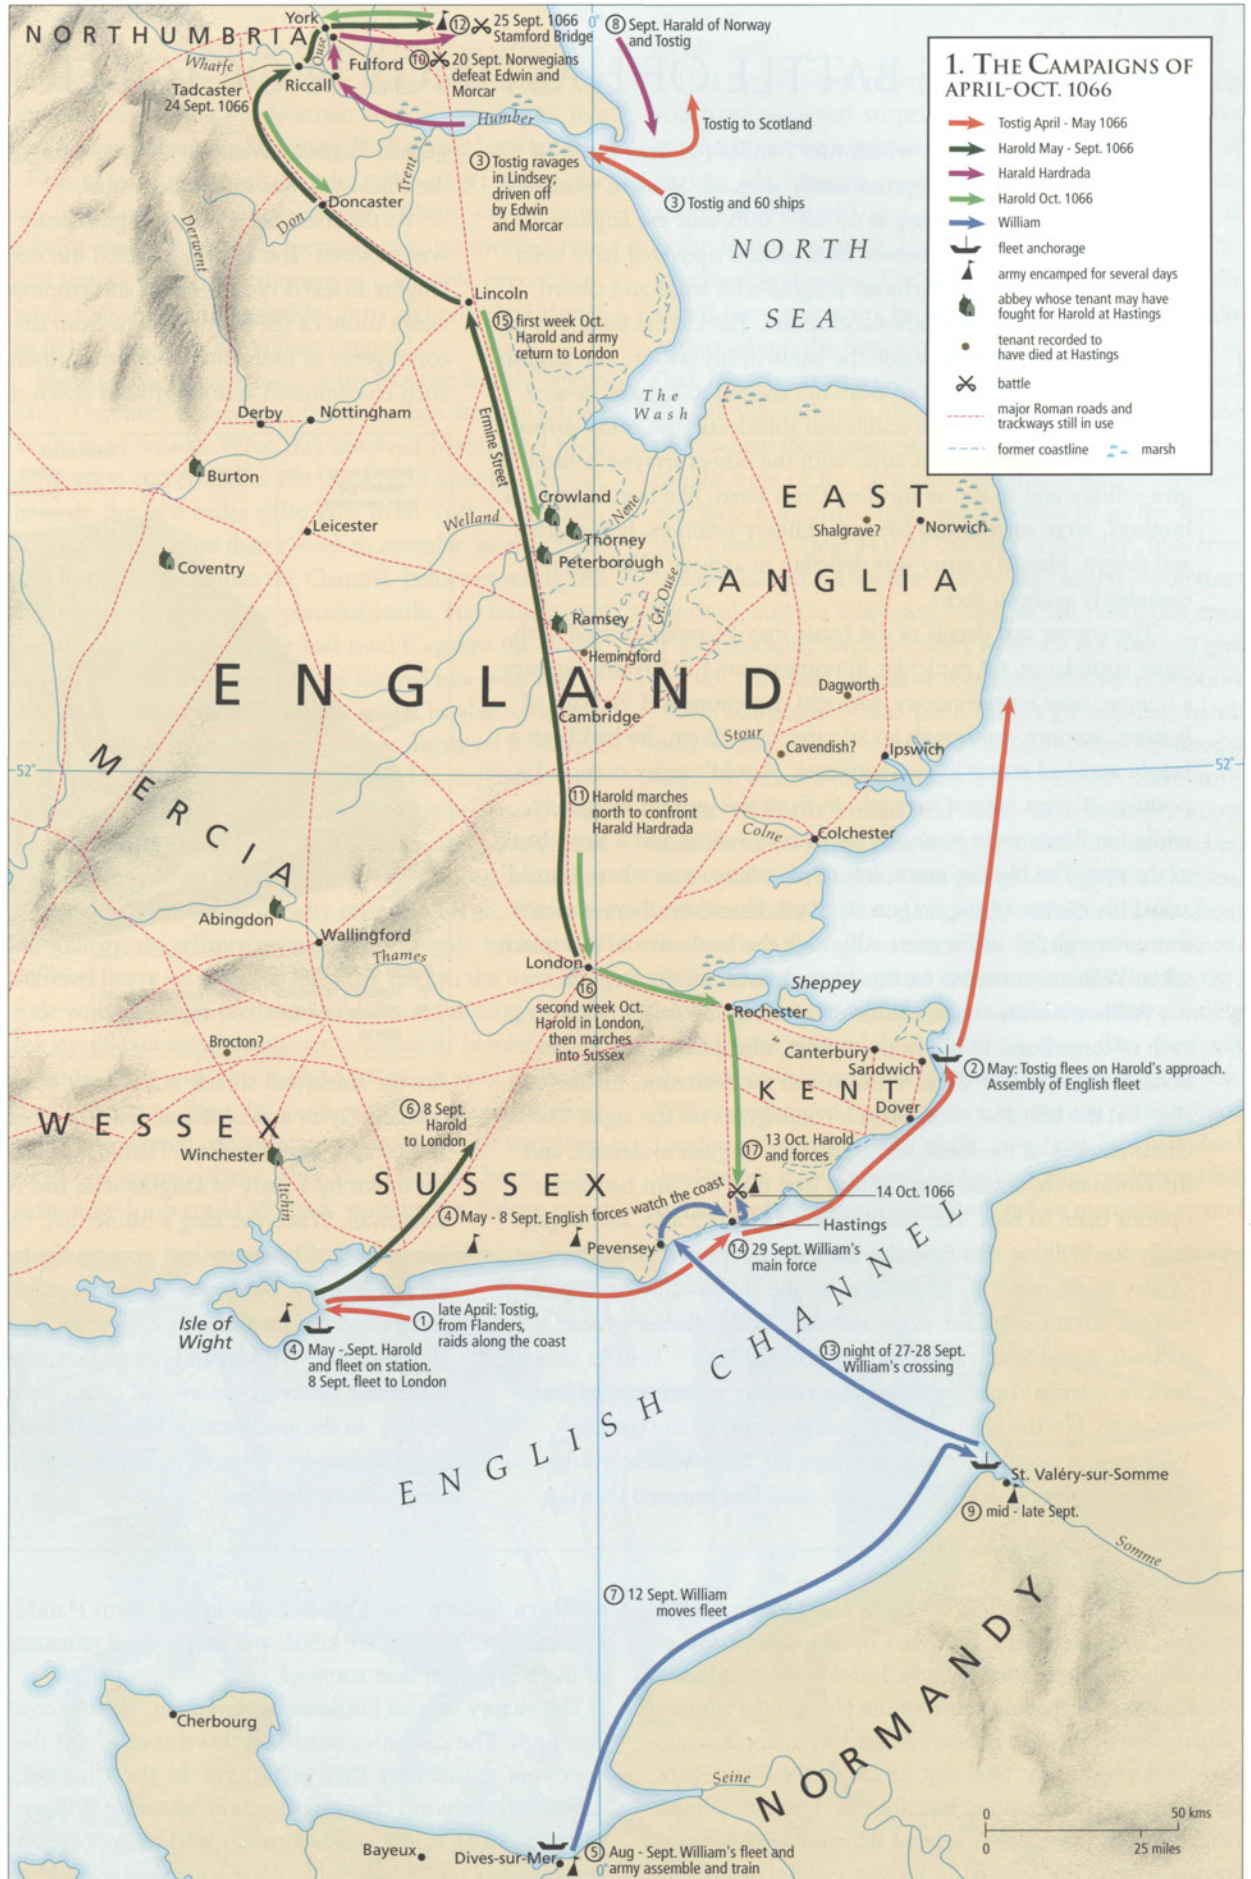 NORTHUMBRIA
York
Ouse
⑫ 25 Sept. 1066
Stamford Bridge
0°
⑧ Sept. Harald of Norway
and Tostig
Wharfe
Fulford
⑩ 20 Sept. Norwegians
defeat Edwin and
Morcar
Tadcaster
24 Sept. 1066
Riccall
Humber
Tostig to Scotland
Trent
③ Tostig ravages
in Lindsey;
driven off
by Edwin
and Morcar
③ Tostig and 60 ships
Doncaster
Don
Derwent
NORTH
SEA
Lincoln
⑮ first week Oct.
Harold and army
return to London
1. THE CAMPAIGNS OF
APRIL-OCT. 1066
Tostig April - May 1066
Harold May - Sept. 1066
Harald Hardrada
Harold Oct. 1066
William
fleet anchorage
army encamped for several days
abbey whose tenant may have
fought for Harold at Hastings
tenant recorded to
have died at Hastings
battle
major Roman roads and
trackways still in use
former coastline
marsh
The
Wash
Derby
Nottingham
Ermine Street
Burton
Crowland
Welland
Nene
Thorney
Peterborough
Leicester
Coventry
EAST
Shalgrave?
Norwich
ANGLIA
Gt. Ouse
Ramsey
Hemingford
ENGLAND
Dagworth
Cambridge
Stour
Cavendish?
Ipswich
52°
52°
MERCIA
⑪ Harold marches
north to confront
Harald Hardrada
Colne
Colchester
Abingdon
Wallingford
Thames
London
⑯
second week Oct.
Harold in London,
then marches
into Sussex
Sheppey
Rochester
Brocton?
Canterbury
Sandwich
② May: Tostig flees on Harold's approach.
Assembly of English fleet
KENT
Dover
WESSEX
⑥ 8 Sept.
Harold
to London
Winchester
Itchin
SUSSEX
⑰ 13 Oct. Harold
and forces
④ May - 8 Sept. English forces watch the coast
14 Oct. 1066
Hastings
Pevensey
⑭ 29 Sept. William's
main force
Isle of
Wight
① late April: Tostig,
from Flanders,
raids along the coast
④ May - Sept. Harold
and fleet on station.
8 Sept. fleet to London
⑬ night of 27-28 Sept.
William's crossing
ENGLISH CHANNEL
St. Valéry-sur-Somme
⑨ mid - late Sept.
Somme
⑦ 12 Sept. William
moves fleet
NORMANDY
Cherbourg
Seine
Bayeux
Dives-sur-Mer
⑤ Aug - Sept. William's fleet and
army assemble and train
0°
0 50 kms
0 25 miles